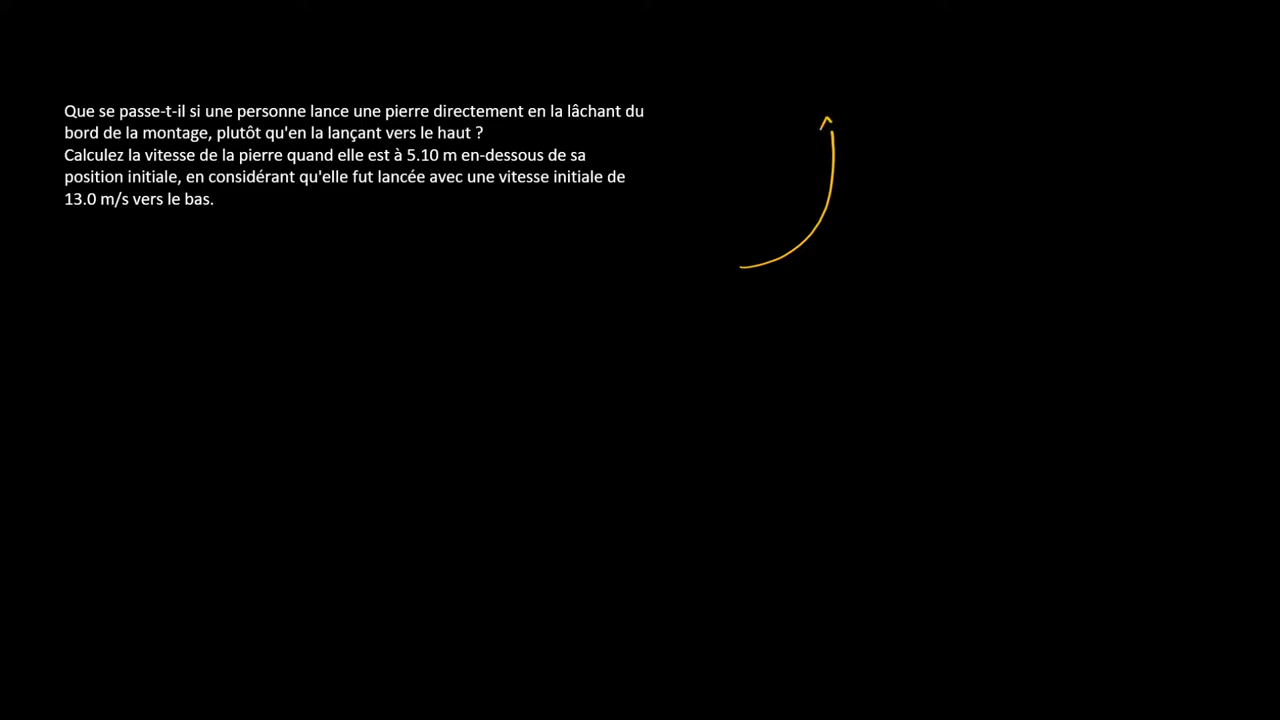 Que se passe-t-il si une personne lance une pierre directement en la lâchant du
bord de la montage, plutôt qu'en la lançant vers le haut ?
Calculez la vitesse de la pierre quand elle est à 5.10 m en-dessous de sa
position initiale, en considérant qu'elle fut lancée avec une vitesse initiale de
13.0 m/s vers le bas.